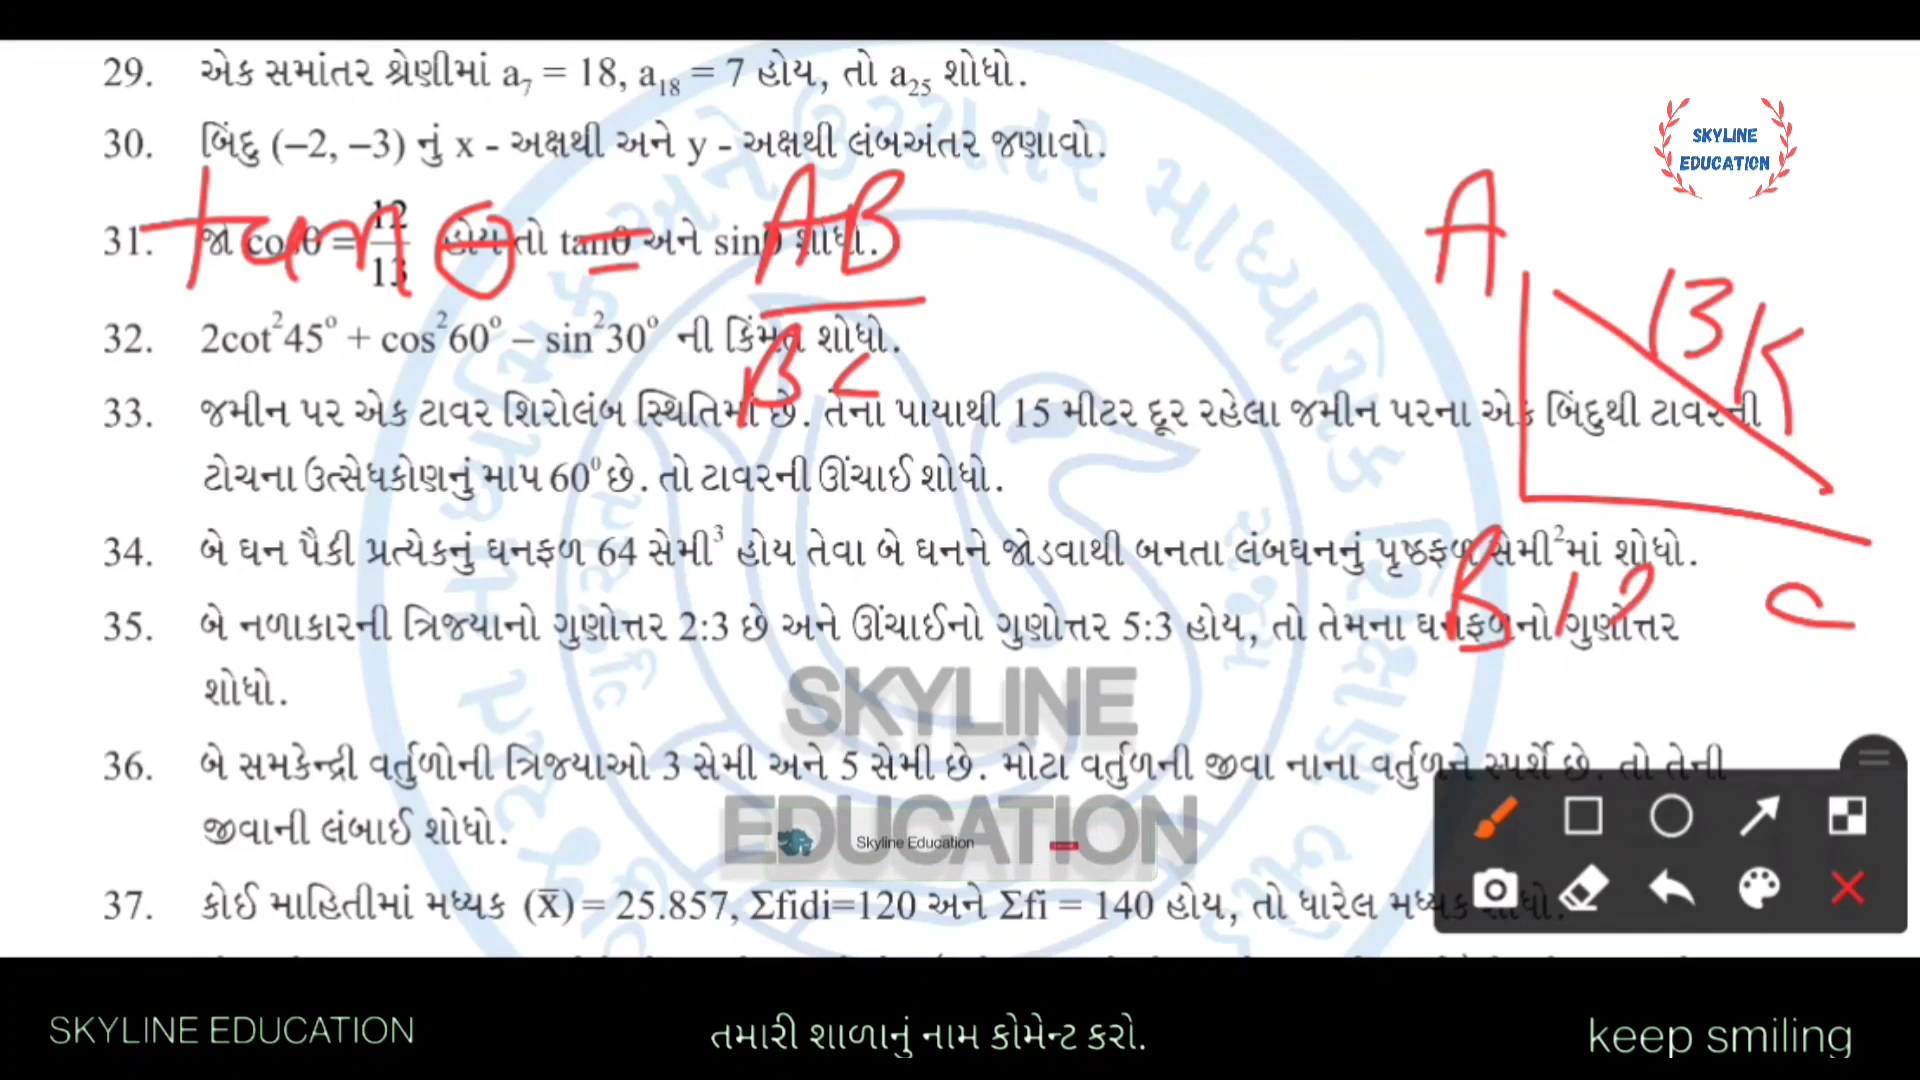 29. એક સમાંતર શ્રેણીમાં a₇ = 18, a₁₈ = 7 હોય, તો a₂₅ શોધો.
30. બિંદુ (–2, –3) નું x - અક્ષથી અને y - અક્ષથી લંબઅંતર જણાવો.
SKYLINE
EDUCATION
tan θ = AB
BC
A
13K
B 12 C
31. જો cosθ = 12/13 હોય તો tanθ અને sinθ શોધો.
32. 2cot²45° + cos²60° – sin²30° ની કિંમત શોધો.
33. જમીન પર એક ટાવર શિરોલંબ સ્થિતિમાં છે. તેના પાયાથી 15 મીટર દૂર રહેલા જમીન પરના એક બિંદુથી ટાવરની
ટોચના ઉત્સેધકોણનું માપ 60° છે. તો ટાવરની ઊંચાઈ શોધો.
34. બે ઘન પૈકી પ્રત્યેકનું ઘનફળ 64 સેમી³ હોય તેવા બે ઘનને જોડવાથી બનતા લંબઘનનું પૃષ્ઠફળ સેમી²માં શોધો.
35. બે નળાકારની ત્રિજ્યાનો ગુણોત્તર 2:3 છે અને ઊંચાઈનો ગુણોત્તર 5:3 હોય, તો તેમના ઘનફળનો ગુણોત્તર
શોધો.
SKYLINE
EDUCATION
36. બે સમકેન્દ્રી વર્તુળોની ત્રિજ્યાઓ 3 સેમી અને 5 સેમી છે. મોટા વર્તુળની જીવા નાના વર્તુળને સ્પર્શે છે. તો તેની
જીવાની લંબાઈ શોધો.
Skyline Education
37. કોઈ માહિતીમાં મધ્યક (x̅) = 25.857, Σfidi=120 અને Σfi = 140 હોય, તો ધારેલ મધ્યક શોધો.
SKYLINE EDUCATION
તમારી શાળાનું નામ કોમેન્ટ કરો.
keep smiling